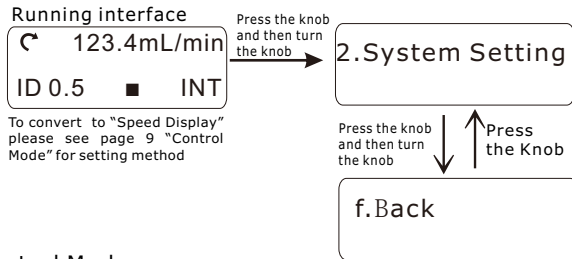 Running interface
123.4mL/min
ID 0.5 ■ INT
To convert to “Speed Display”
please see page 9 “Control
Mode” for setting method
Press the knob
and then turn
the knob
2.System Setting
Press the knob
and then turn
the knob
Press
the Knob
f.Back